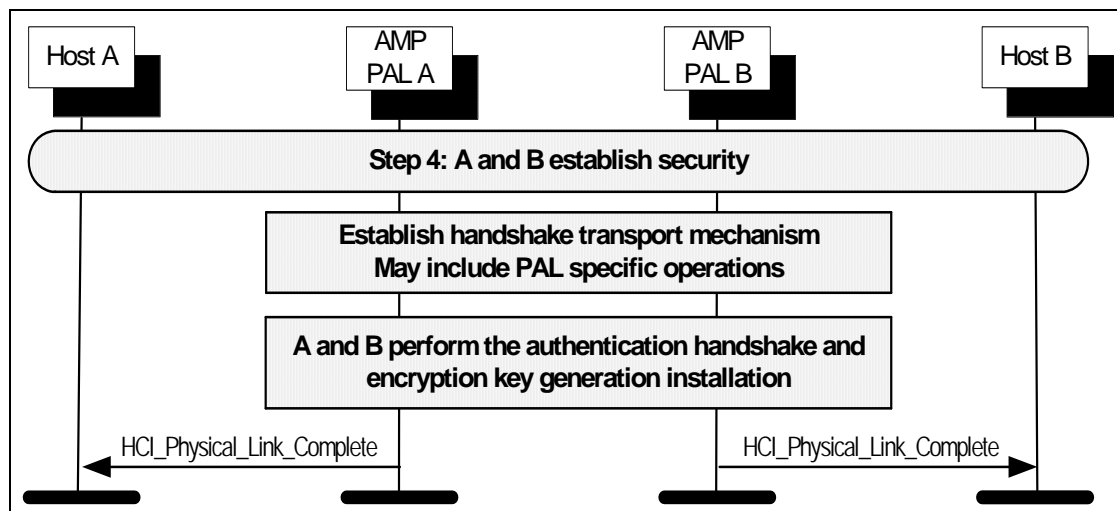 Host A
AMP
PAL A
AMP
PAL B
Host B
Step 4: A and B establish security
Establish handshake transport mechanism
May include PAL specific operations
A and B perform the authentication handshake and
encryption key generation installation
HCI_Physical_Link_Complete
HCI_Physical_Link_Complete